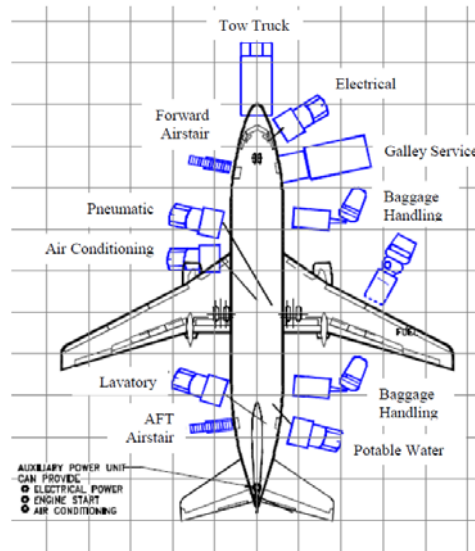 Tow Truck
Electrical
Forward
Airstair
Galley Service
Pneumatic
Baggage
Handling
Air Conditioning
FUEL
Lavatory
Baggage
Handling
AFT
Airstair
Potable Water
AUXILIARY POWER UNIT
CAN PROVIDE
ELECTRICAL POWER
ENGINE START
AIR CONDITIONING